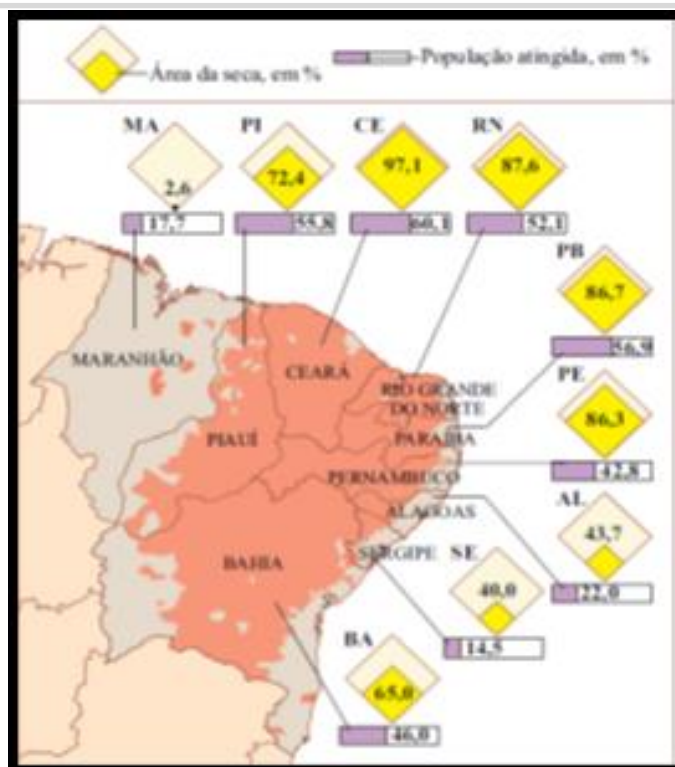 Área da seca, em %
População atingida, em %
MA
PI
CE
RN
2,6
72,4
97,1
87,6
17,7
55,8
60,1
52,1
PB
86,7
56,9
MARANHÃO
CEARÁ
RIO GRANDE
DO NORTE
PIAUÍ
PARAÍBA
PERNAMBUCO
ALAGOAS
SERGIPE
BAHIA
PE
86,3
42,8
AL
43,7
22,0
SE
40,0
14,5
BA
65,0
46,0